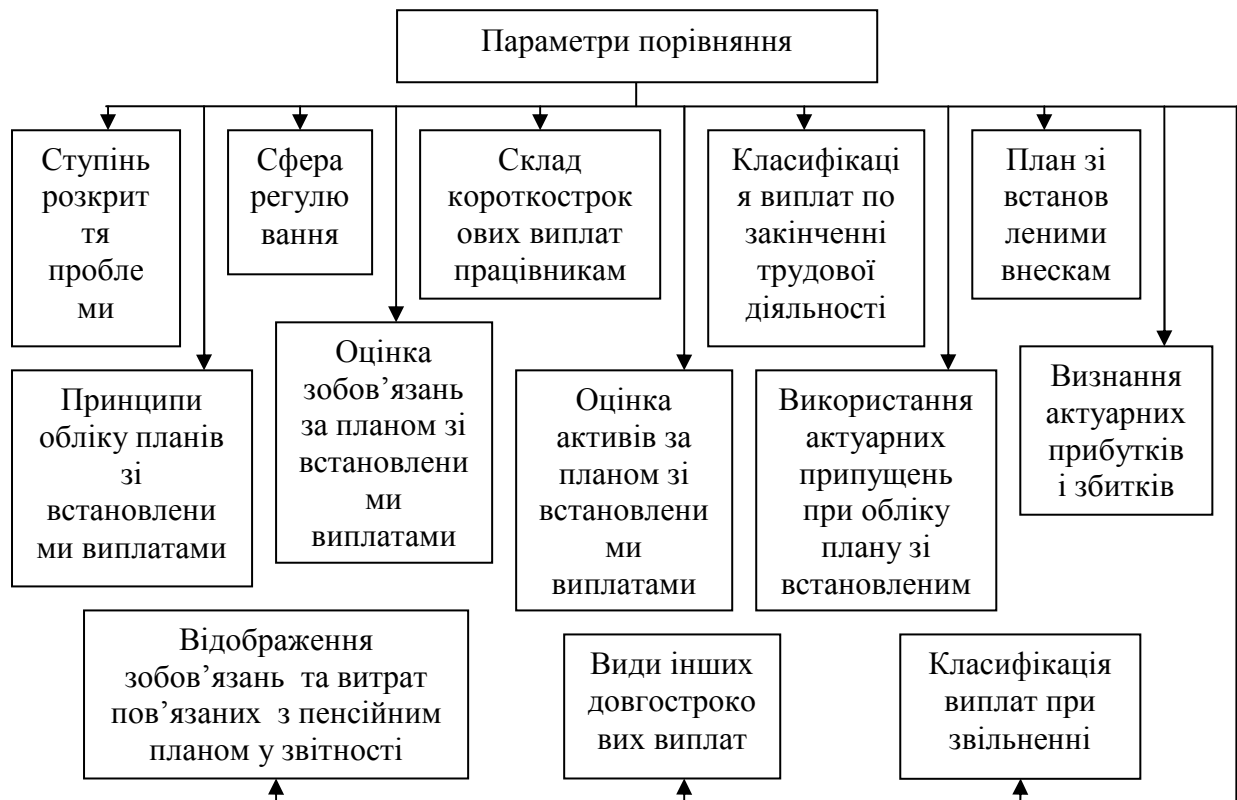 Параметри порівняння
Ступінь
розкрит
тя
пробле
ми
Сфера
регулю
вання
Склад
короткострок
ових виплат
працівникам
Класифікаці
я виплат по
закінченні
трудової
діяльності
План зі
встанов
леними
внескам
Принципи
обліку планів
зі
встановлени
ми виплатами
Оцінка
зобов’язань
за планом зі
встановлени
ми
виплатами
Оцінка
активів за
планом зі
встановлени
ми
виплатами
Використання
актуарних
припущень
при обліку
плану зі
встановленим
Визнання
актуарних
прибутків
і збитків
Відображення
зобов’язань та витрат
пов’язаних з пенсійним
планом у звітності
Види інших
довгостроко
вих виплат
Класифікація
виплат при
звільненні